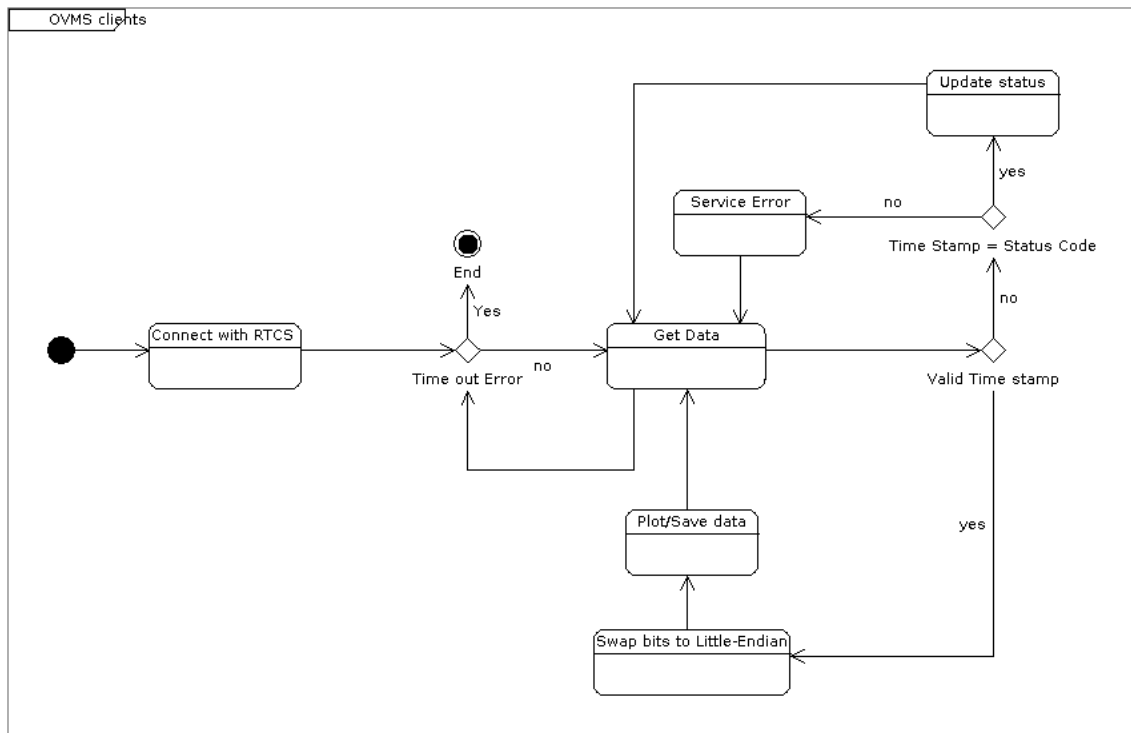 OVMS clients
Update status
yes
Service Error
no
Time Stamp = Status Code
End
no
Yes
Connect with RTCS
Get Data
no
Time out Error
Valid Time stamp
Plot/Save data
yes
Swap bits to Little-Endian